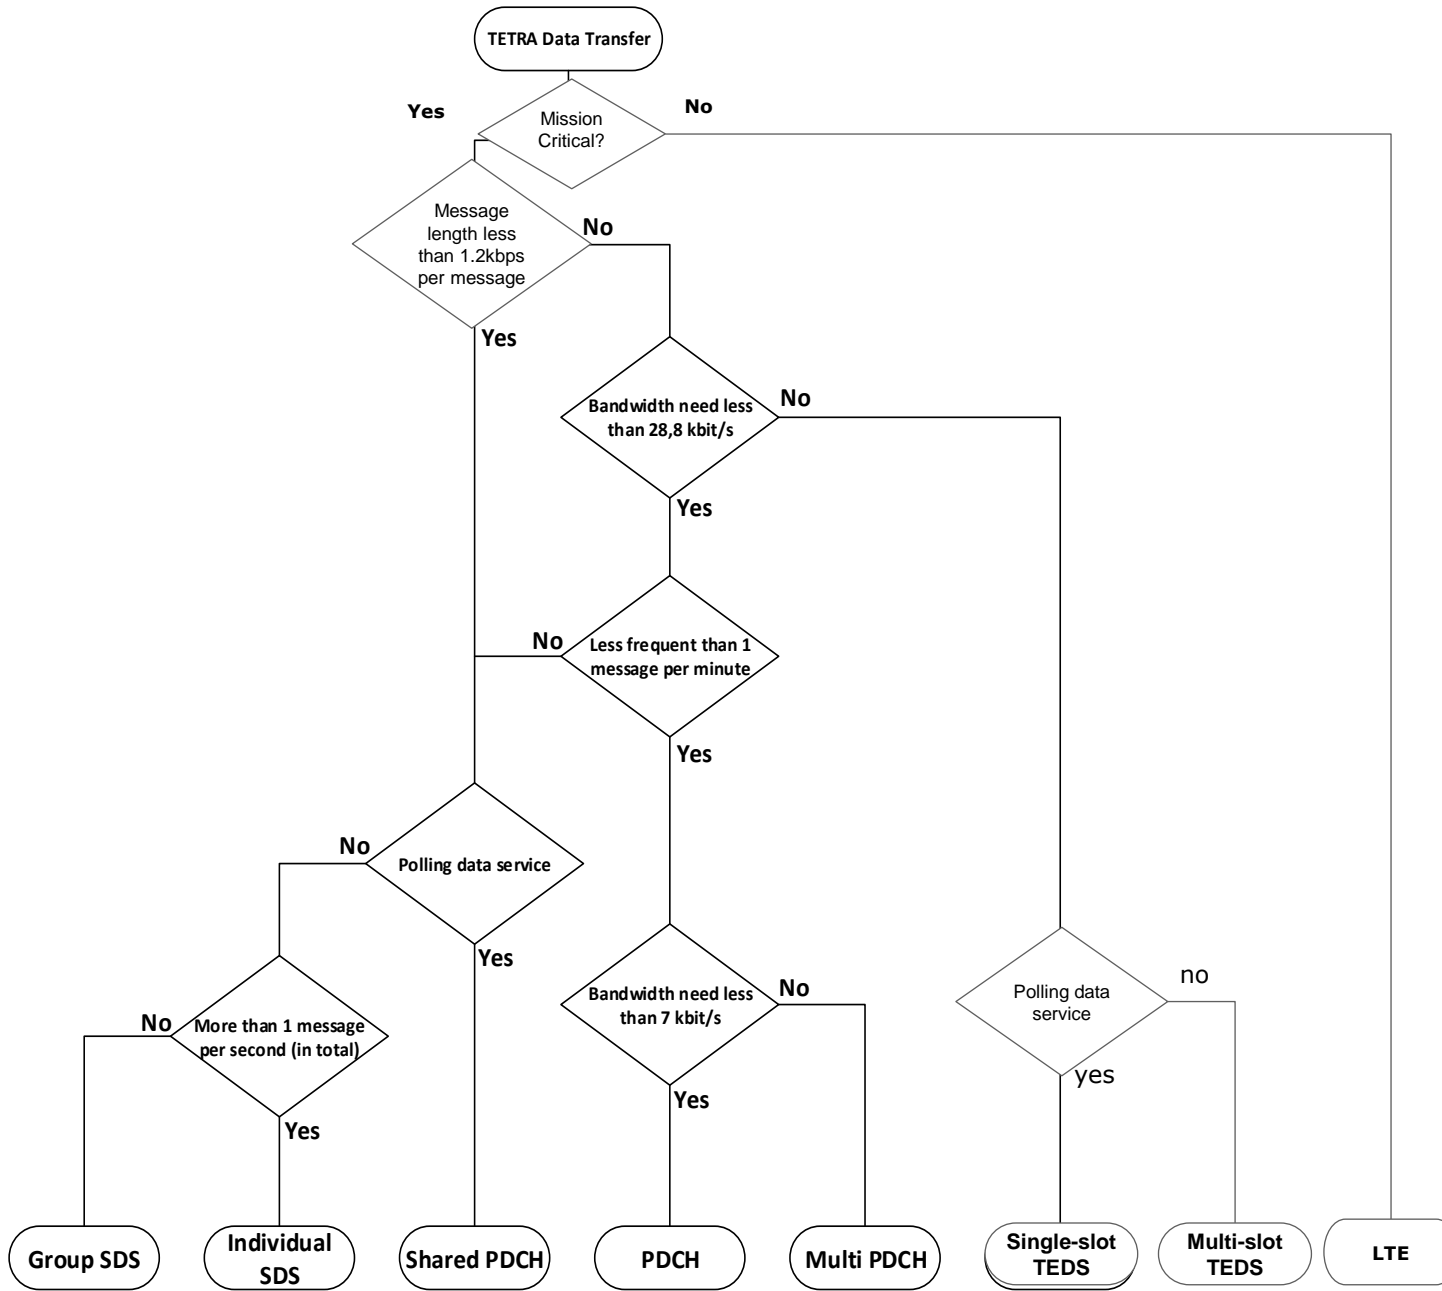 TETRA Data Transfer
Yes
No
Mission
Critical?
Message
length less
than 1.2kbps
per message
No
Yes
Bandwidth need less
than 28,8 kbit/s
No
Yes
No
Less frequent than 1
message per minute
Yes
No
Polling data service
Yes
Bandwidth need less
than 7 kbit/s
No
Yes
Polling data
service
no
yes
No
More than 1 message
per second (in total)
Yes
Group SDS
Individual
SDS
Shared PDCH
PDCH
Multi PDCH
Single-slot
TEDS
Multi-slot
TEDS
LTE